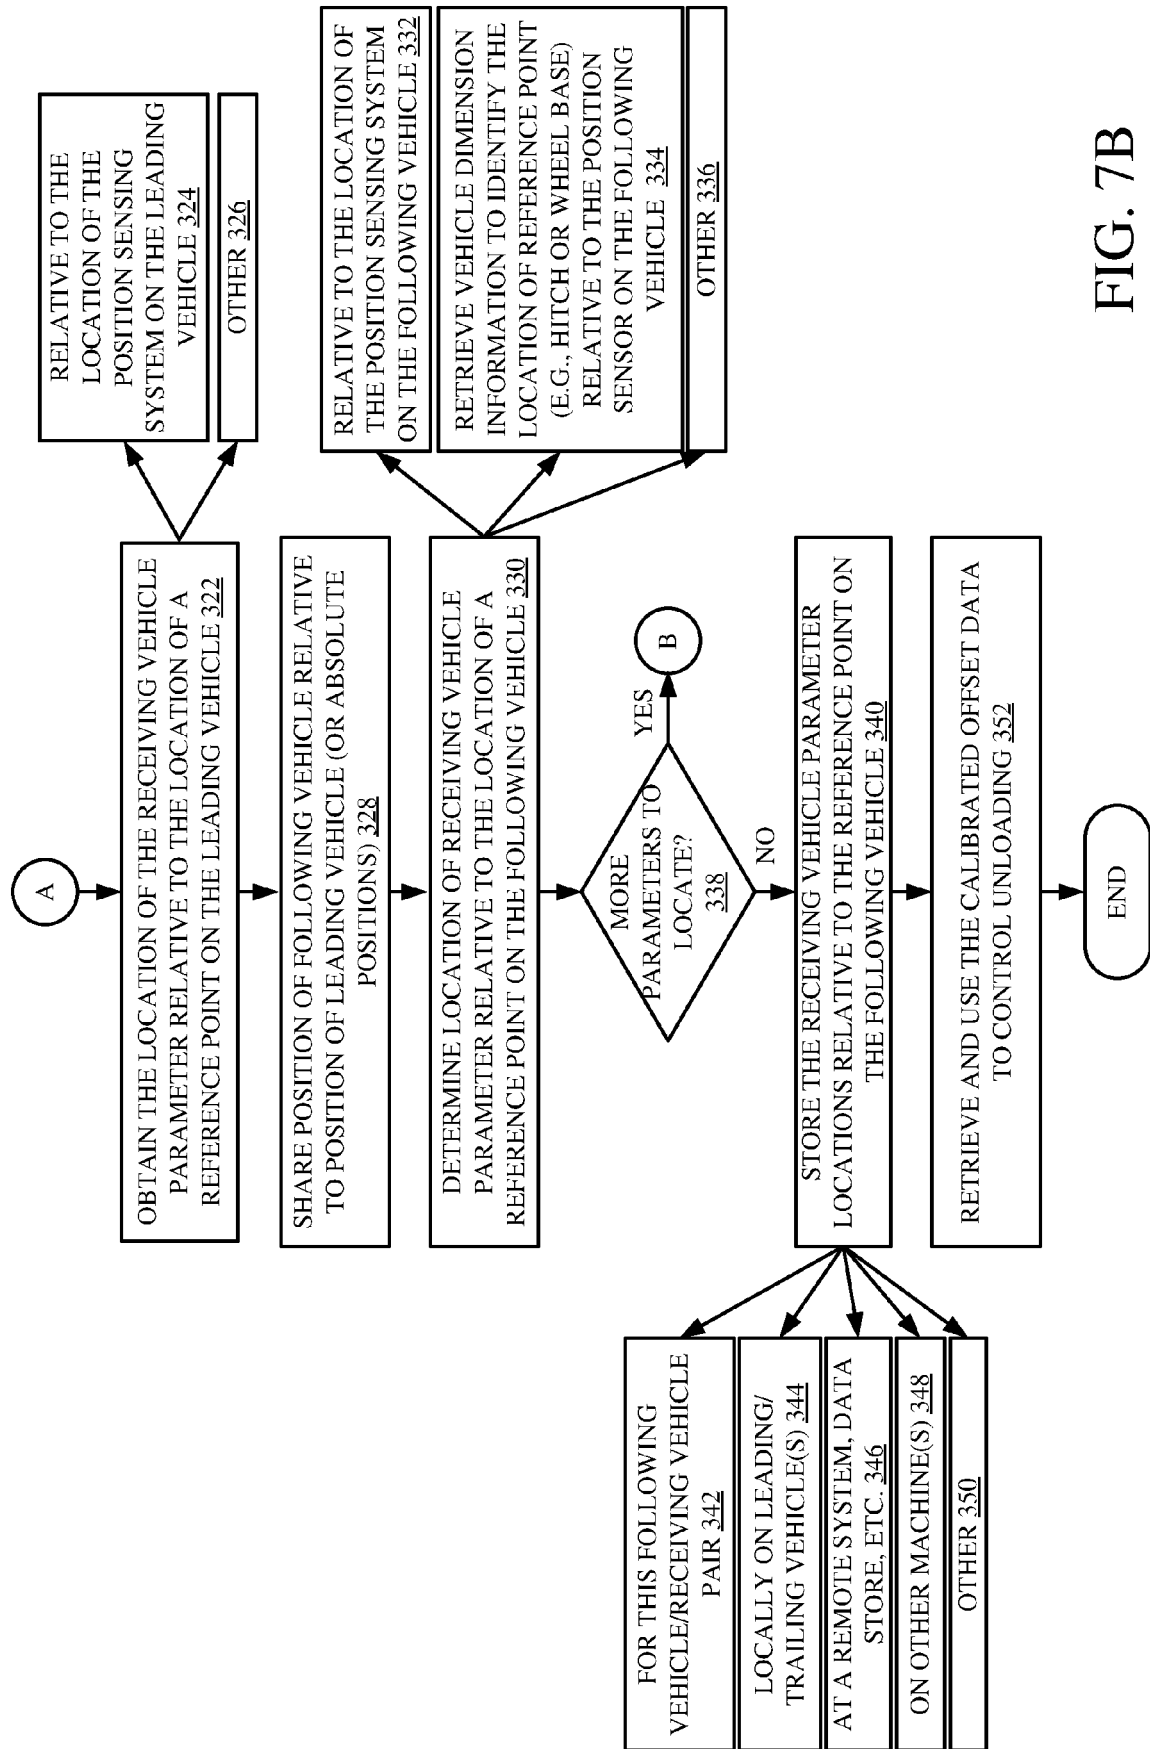 A
OBTAIN THE LOCATION OF THE RECEIVING VEHICLE
PARAMETER RELATIVE TO THE LOCATION OF A
REFERENCE POINT ON THE LEADING VEHICLE 322
RELATIVE TO THE
LOCATION OF THE
POSITION SENSING
SYSTEM ON THE LEADING
VEHICLE 324
OTHER 326
SHARE POSITION OF FOLLOWING VEHICLE RELATIVE
TO POSITION OF LEADING VEHICLE (OR ABSOLUTE
POSITIONS) 328
DETERMINE LOCATION OF RECEIVING VEHICLE
PARAMETER RELATIVE TO THE LOCATION OF A
REFERENCE POINT ON THE FOLLOWING VEHICLE 330
RELATIVE TO THE LOCATION OF
THE POSITION SENSING SYSTEM
ON THE FOLLOWING VEHICLE 332
RETRIEVE VEHICLE DIMENSION
INFORMATION TO IDENTIFY THE
LOCATION OF REFERENCE POINT
(E.G., HITCH OR WHEEL BASE)
RELATIVE TO THE POSITION
SENSOR ON THE FOLLOWING
VEHICLE 334
OTHER 336
MORE
PARAMETERS TO
LOCATE?
338
YES
B
NO
STORE THE RECEIVING VEHICLE PARAMETER
LOCATIONS RELATIVE TO THE REFERENCE POINT ON
THE FOLLOWING VEHICLE 340
FOR THIS FOLLOWING
VEHICLE/RECEIVING VEHICLE
PAIR 342
LOCALLY ON LEADING/
TRAILING VEHICLE(S) 344
AT A REMOTE SYSTEM, DATA
STORE, ETC. 346
ON OTHER MACHINE(S) 348
OTHER 350
RETRIEVE AND USE THE CALIBRATED OFFSET DATA
TO CONTROL UNLOADING 352
END
FIG. 7B